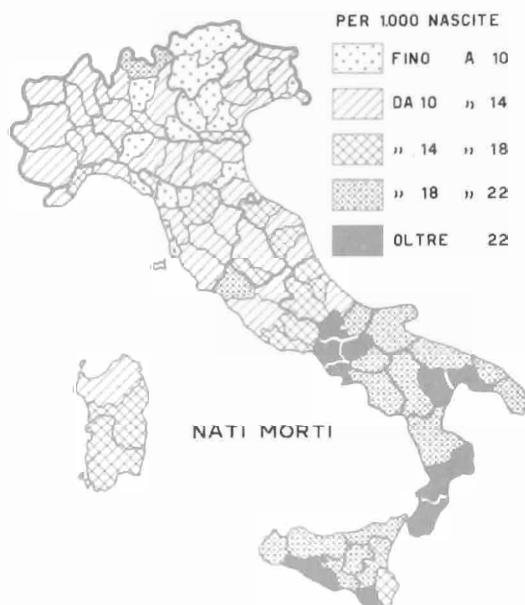 PER 1.000 NASCITE
FINO A 10
DA 10 " 14
" 14 " 18
" 18 " 22
OLTRE 22
NATI MORTI